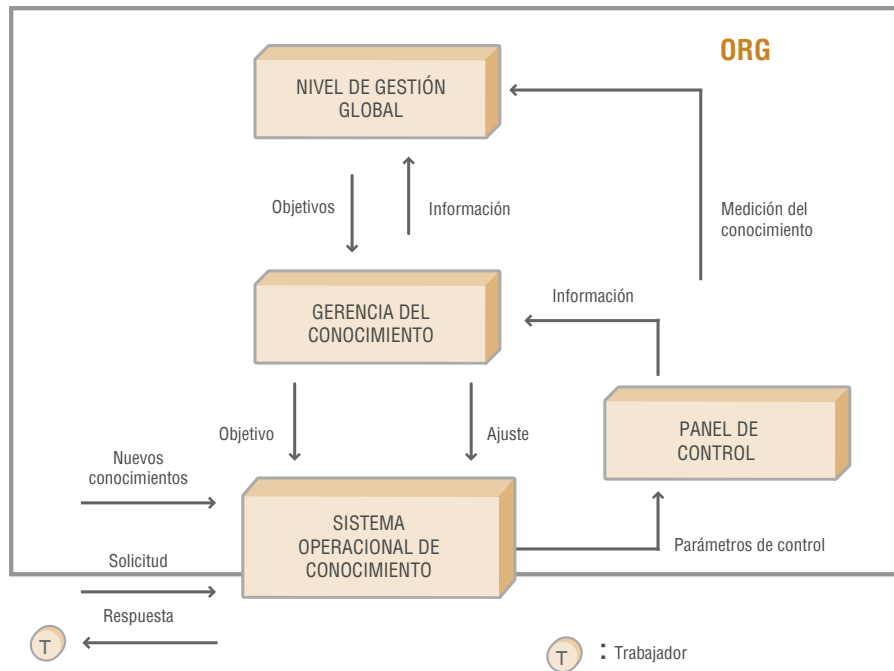 ORG
NIVEL DE GESTIÓN
GLOBAL
Objetivos
Información
Medición del
conocimiento
GERENCIA DEL
CONOCIMIENTO
Información
Objetivo
Ajuste
PANEL DE
CONTROL
Nuevos
conocimientos
SISTEMA
OPERACIONAL DE
CONOCIMIENTO
Parámetros de control
Solicitud
Respuesta
T
T : Trabajador